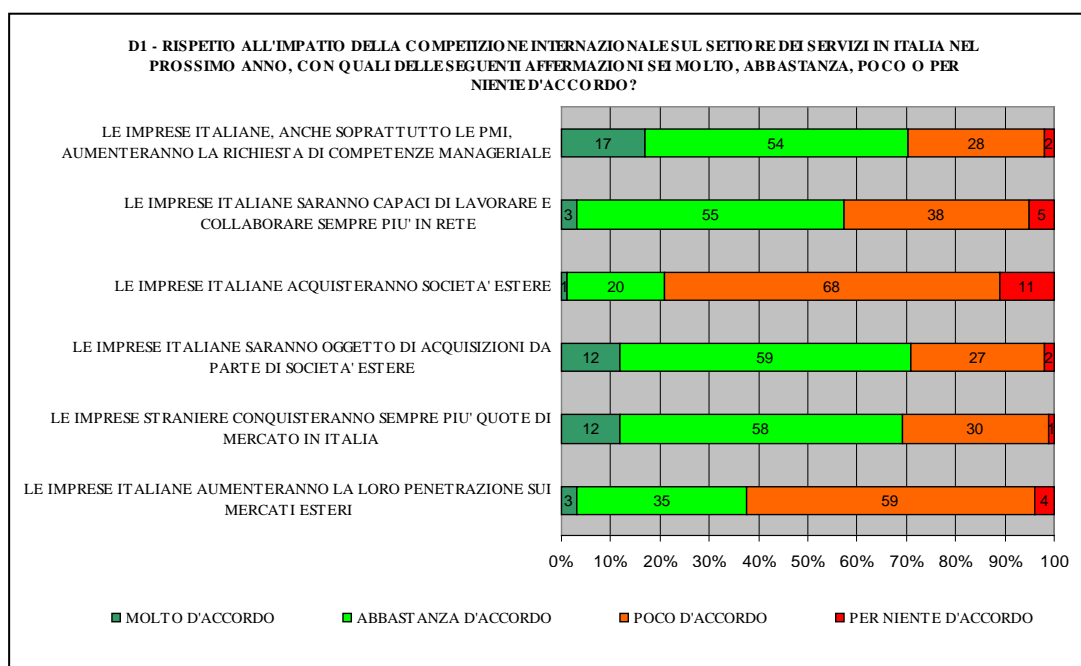 D1 - RISPETTO ALL'IMPATTO DELLA COMPETIZIONE INTERNAZIONALE SUL SETTORE DEI SERVIZI IN ITALIA NEL
PROSSIMO ANNO, CON QUALI DELLE SEGUENTI AFFERMAZIONI SEI MOLTO, ABBASTANZA, POCO O PER
NIENTE D'ACCORDO?
LE IMPRESE ITALIANE, ANCHE SOPRATTUTTO LE PMI,
AUMENTERANNO LA RICHIESTA DI COMPETENZE MANAGERIALE
17 54 28 2
LE IMPRESE ITALIANE SARANNO CAPACI DI LAVORARE E
COLLABORARE SEMPRE PIU' IN RETE
3 55 38 5
LE IMPRESE ITALIANE ACQUISTERANNO SOCIETA' ESTERE
1 20 68 11
LE IMPRESE ITALIANE SARANNO OGGETTO DI ACQUISIZIONI DA
PARTE DI SOCIETA' ESTERE
12 59 27 2
LE IMPRESE STRANIERE CONQUISTERANNO SEMPRE PIU' QUOTE DI
MERCATO IN ITALIA
12 58 30 1
LE IMPRESE ITALIANE AUMENTERANNO LA LORO PENETRAZIONE SUI
MERCATI ESTERI
3 35 59 4
0% 10% 20% 30% 40% 50% 60% 70% 80% 90% 100
MOLTO D'ACCORDO ABBASTANZA D'ACCORDO POCO D'ACCORDO PER NIENTE D'ACCORDO